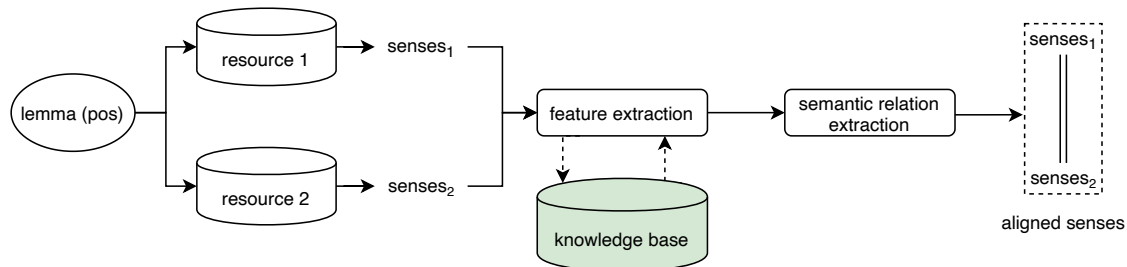 lemma (pos)
resource 1
senses₁
resource 2
senses₂
feature extraction
knowledge base
semantic relation
extraction
senses₁
senses₂
aligned senses